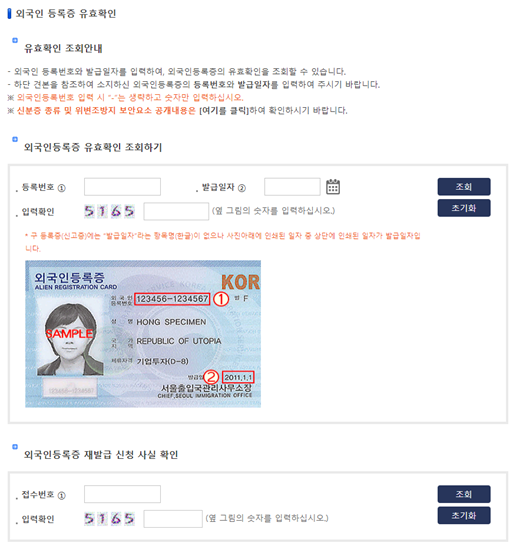 외국인 등록증 유효확인
유효확인 조회안내
- 외국인 등록번호와 발급일자를 입력하여, 외국인등록증의 유효확인을 조회할 수 있습니다.
- 하단 견본을 참조하여 소지하신 외국인등록증의 등록번호와 발급일자를 입력하여 주시기 바랍니다.
※ 외국인등록번호 입력 시 "-"는 생략하고 숫자만 입력하십시오.
※ 신분증 종류 및 위변조방지 보안요소 공개내용은 [여기를 클릭]하여 확인하시기 바랍니다.
외국인등록증 유효확인 조회하기
등록번호 ① 발급일자 ② 조회
입력확인 5165 (옆 그림의 숫자를 입력하십시오.) 초기화
* 구 등록증(신고증)에는 "발급일자"라는 항목명(한글)이 없으나 사진아래에 인쇄된 일자 중 상단에 인쇄된 일자가 발급일자입
니다.
외국인등록증 KOR
ALIEN REGISTRATION CARD
외국인 등록번호 123456-1234567 ① 성별 F
SAMPLE
성명 HONG SPECIMEN
국가 지역 REPUBLIC OF UTOPIA
체류자격 기업투자(D-8)
발급일 ② 2011.1.1
123456-1234567
서울출입국관리사무소장
CHIEF, SEOUL IMMIGRATION OFFICE
외국인등록증 재발급 신청 사실 확인
접수번호 ① 조회
입력확인 5165 (옆 그림의 숫자를 입력하십시오.) 초기화